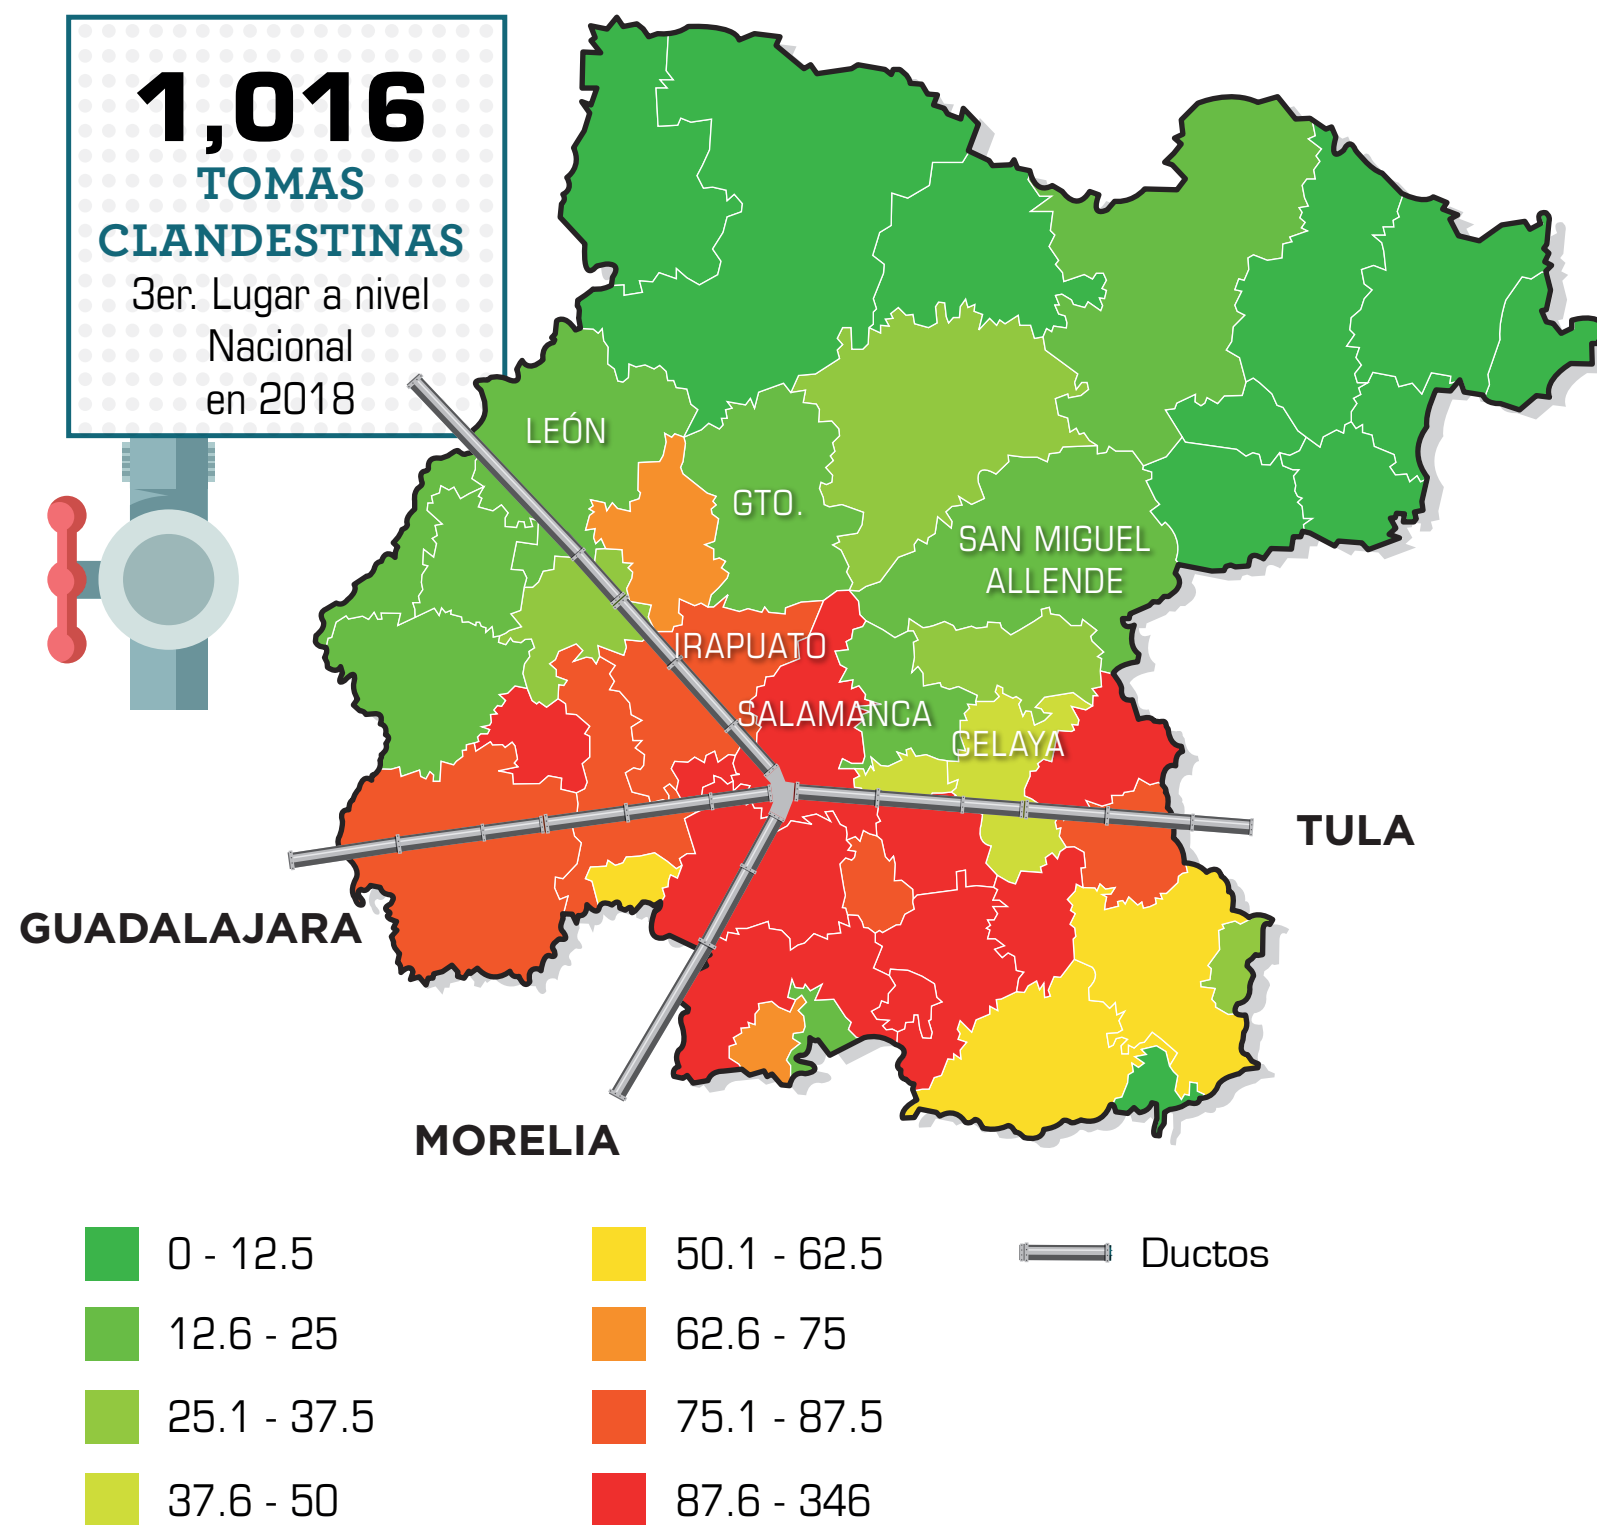 1,016
TOMAS
CLANDESTINAS
3er. Lugar a nivel
Nacional
en 2018
LEÓN
GTO.
SAN MIGUEL
ALLENDE
IRAPUATO
SALAMANCA
CELAYA
TULA
GUADALAJARA
MORELIA
0 - 12.5
12.6 - 25
25.1 - 37.5
37.6 - 50
50.1 - 62.5
62.6 - 75
75.1 - 87.5
87.6 - 346
Ductos